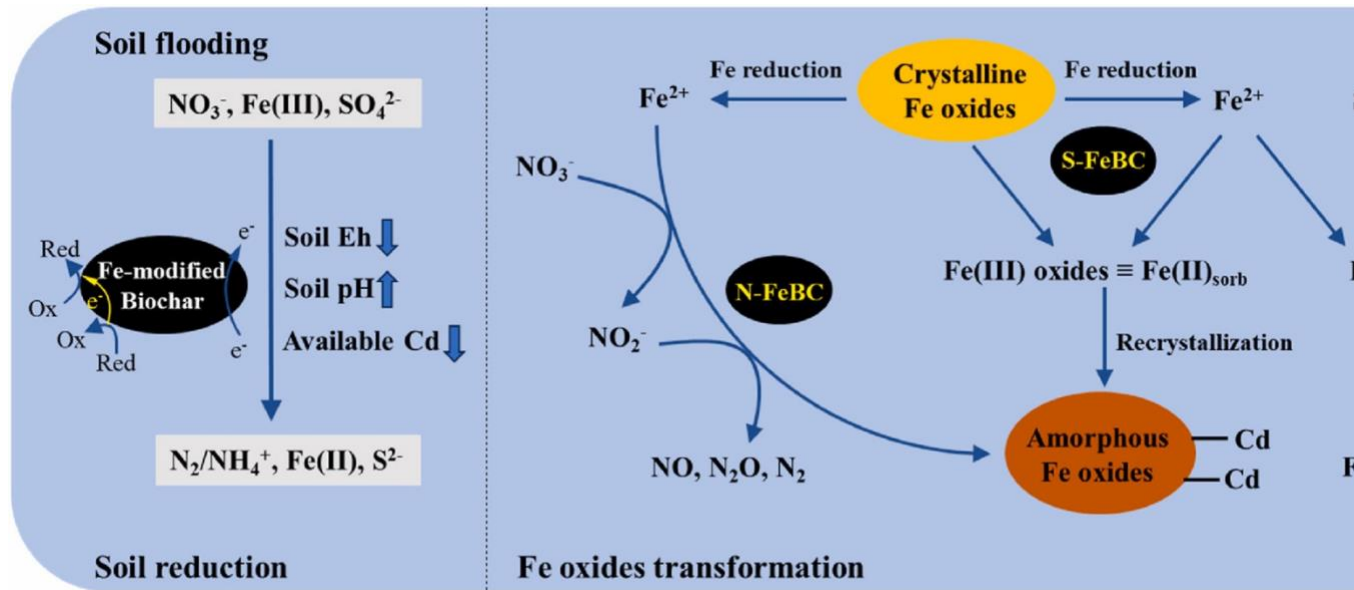 Soil flooding
NO₃⁻, Fe(III), SO₄²⁻
Red
Ox
e⁻
Ox
Red
Fe-modified
Biochar
e⁻
e⁻
Soil Eh
Soil pH
Available Cd
N₂/NH₄⁺, Fe(II), S²⁻
Soil reduction
Fe²⁺
Fe reduction
Crystalline
Fe oxides
Fe reduction
Fe²⁺
S-FeBC
NO₃⁻
N-FeBC
Fe(III) oxides ≡ Fe(II)sorb
NO₂⁻
Recrystallization
NO, N₂O, N₂
Amorphous
Fe oxides
Cd
Cd
Fe oxides transformation